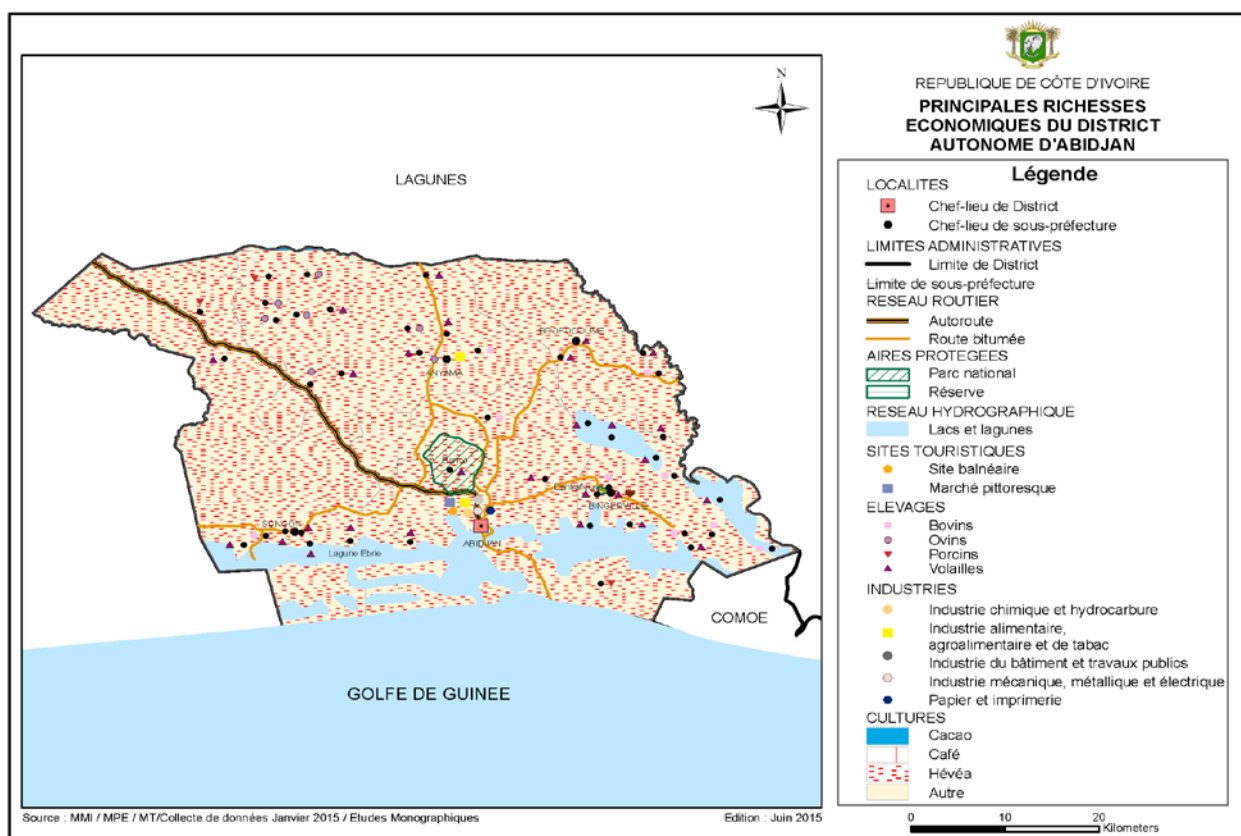 N
LAGUNES
BROFODOUME
ANYAMA
Banco
BINGERVILLE
SONGON
Lagune Ebrie
ABIDJAN
COMOE
GOLFE DE GUINEE
Source : MMI / MPE / MT/Collecte de données Janvier 2015 / Etudes Monographiques
Edition : Juin 2015
REPUBLIQUE DE CÔTE D'IVOIRE
PRINCIPALES RICHESSES
ECONOMIQUES DU DISTRICT
AUTONOME D'ABIDJAN
Légende
LOCALITES
Chef-lieu de District
Chef-lieu de sous-préfecture
LIMITES ADMINISTRATIVES
Limite de District
Limite de sous-préfecture
RESEAU ROUTIER
Autoroute
Route bitumée
AIRES PROTEGEES
Parc national
Réserve
RESEAU HYDROGRAPHIQUE
Lacs et lagunes
SITES TOURISTIQUES
Site balnéaire
Marché pittoresque
ELEVAGES
Bovins
Ovins
Porcins
Volailles
INDUSTRIES
Industrie chimique et hydrocarbure
Industrie alimentaire,
agroalimentaire et de tabac
Industrie du bâtiment et travaux publics
Industrie mécanique, métallique et électrique
Papier et imprimerie
CULTURES
Cacao
Café
Hévéa
Autre
0 10 20
Kilometers